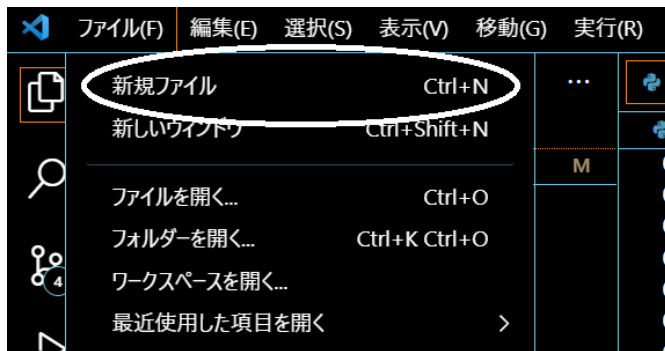 ファイル(F) 編集(E) 選択(S) 表示(V) 移動(G) 実行(R)
新規ファイル Ctrl+N
新しいウィンドウ Ctrl+Shift+N
M
ファイルを開く... Ctrl+O
フォルダーを開く... Ctrl+K Ctrl+O
4
ワークスペースを開く...
最近使用した項目を開く